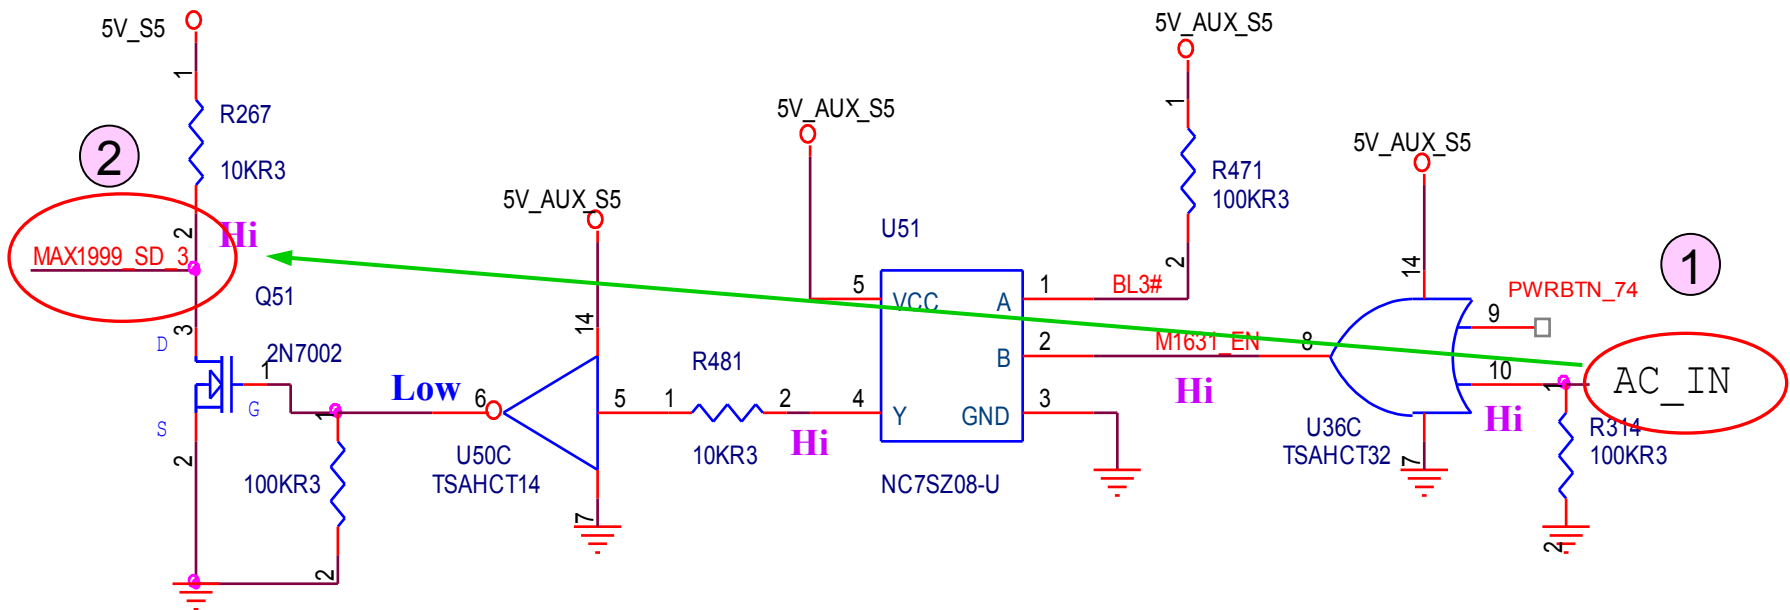 5V_S5
1
R267
10KR3
2
2
Hi
MAX1999_SD_3
Q51
3
D
2N7002
1
G
S
2
1
100KR3
2
Low
6
5V_AUX_S5
14
5
U50C
TSAHCT14
7
R481
1
2
10KR3
Hi
5V_AUX_S5
U51
5
VCC
A
1
B
2
4
Y
GND
3
NC7SZ08-U
5V_AUX_S5
1
R471
100KR3
2
BL3#
M1631_EN
8
Hi
5V_AUX_S5
14
9
PWRBTN_74
10
U36C
TSAHCT32
7
Hi
1
AC_IN
1
R314
100KR3
2